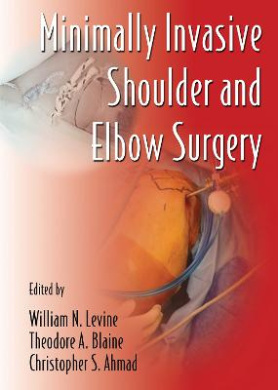 Minimally Invasive
Shoulder and
Elbow Surgery
Edited by
William N. Levine
Theodore A. Blaine
Christopher S. Ahmad